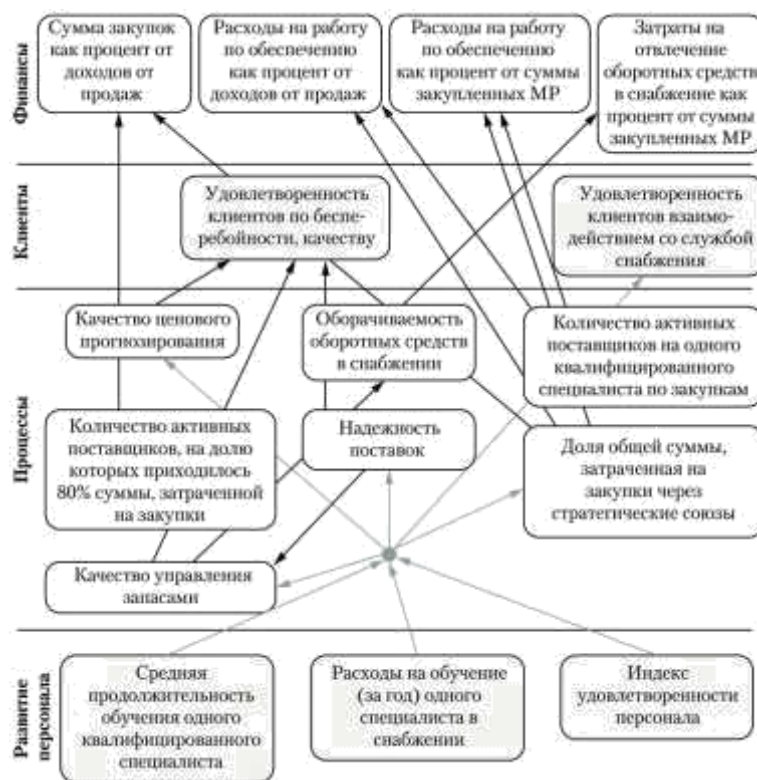 Финансы
Сумма закупок
как процент от
доходов от
продаж
Расходы на работу
по обеспечению
как процент от
доходов от продаж
Расходы на работу
по обеспечению
как процент от суммы
закупленных МР
Затраты на
отвлечение
оборотных средств
в снабжение как
процент от суммы
закупленных МР
Клиенты
Удовлетворенность
клиентов по беспе-
ребойности, качеству
Удовлетворенность
клиентов взаимо-
действием со службой
снабжения
Процессы
Качество ценового
прогнозирования
Оборачиваемость
оборотных средств
в снабжении
Количество активных
поставщиков на одного
квалифицированного
специалиста по закупкам
Количество активных
поставщиков, на долю
которых приходилось
80% суммы, затраченной
на закупки
Надежность
поставок
Доля общей суммы,
затраченная на
закупки через
стратегические союзы
Качество управления
запасами
Развитие
персонала
Средняя
продолжительность
обучения одного
квалифицированного
специалиста
Расходы на обучение
(за год) одного
специалиста в
снабжении
Индекс
удовлетворенности
персонала